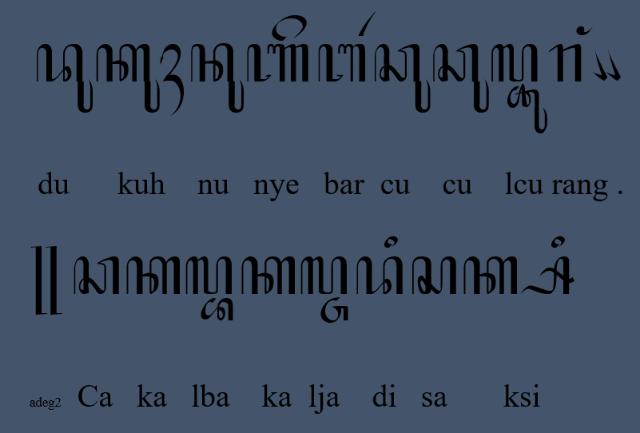 ꦢꦸꦏꦸꦃꦤꦸꦚꦼꦧꦂꦕꦸꦕꦸꦭ꧀ꦕꦸꦫꦁ꧉
du kuh nu nye bar cu cu lcu rang .
꧋ꦕꦏꦭ꧀ꦧꦏꦭ꧀ꦗꦢꦶꦱꦏ꧀ꦱꦶ
adeg2 Ca ka lba ka lja di sa ksi